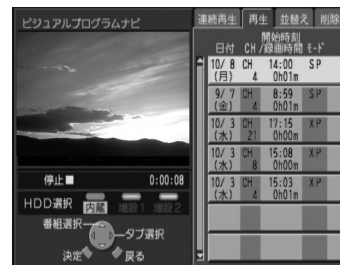 ビジュアルプログラムナビ
連続再生 再生 並替え 削除
開始時刻
日付 CH /録画時間 モード
10/ 8 CH 14:00 SP
(月) 4 0h01m
9/ 7 CH 8:59 SP
(金) 4 0h01m
10/ 3 CH 17:15 XP
(水) 21 0h00m
10/ 3 CH 15:08 XP
(水) 8 0h00m
10/ 3 CH 15:03 XP
(水) 4 0h01m
停止■ 0:00:08
HDD選択 内蔵 増設1 増設2
番組選択
タブ選択
決定 戻る